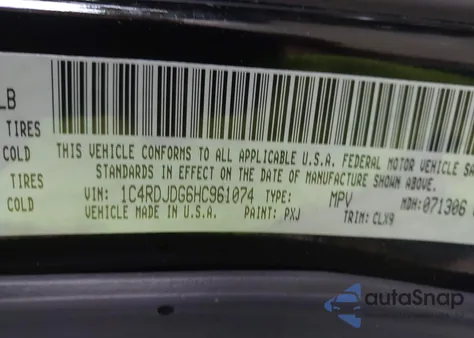 LB
TIRES
COLD
THIS VEHICLE CONFORMS TO ALL APPLICABLE U.S.A. FEDERAL MOTOR VEHICLE SA
STANDARDS IN EFFECT ON THE DATE OF MANUFACTURE SHOWN ABOVE.
TIRES
VIN: 1C4RDJDG6HC961074 TYPE: MPV MDH: 071306
COLD
VEHICLE MADE IN U.S.A. PAINT: PXJ TRIM: CLX9
autoSnap